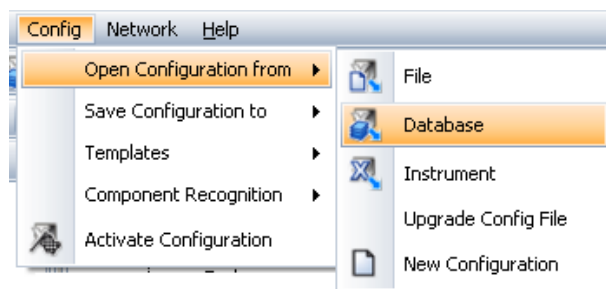 Config Network Help
Open Configuration from
Save Configuration to
Templates
Component Recognition
Activate Configuration
File
Database
Instrument
Upgrade Config File
New Configuration